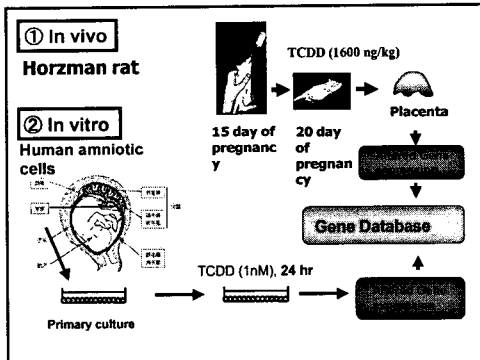 ① In vivo
Horzman rat
TCDD (1600 ng/kg)
Placenta
15 day of
pregnanc
y
20 day
of
pregnan
cy
② In vitro
Human amniotic
cells
Gene Database
TCDD (1nM), 24 hr
Primary culture